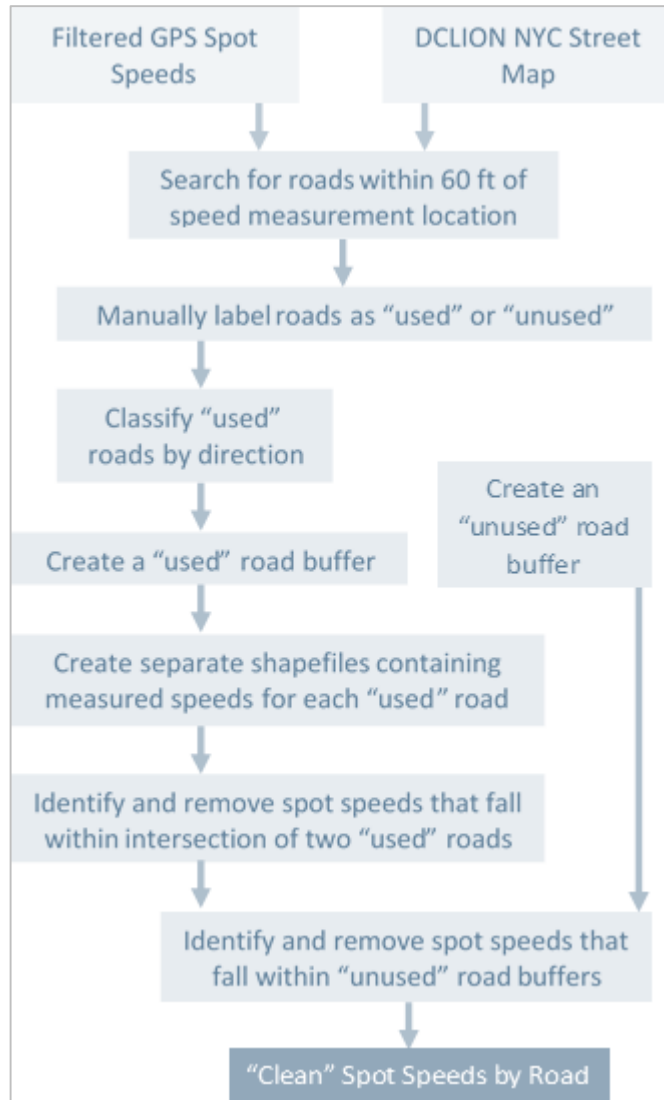 Filtered GPS Spot
Speeds
DCLION NYC Street
Map
Search for roads within 60 ft of
speed measurement location
Manually label roads as “used” or “unused”
Classify “used”
roads by direction
Create an
“unused” road
buffer
Create a “used” road buffer
Create separate shapefiles containing
measured speeds for each “used” road
Identify and remove spot speeds that fall
within intersection of two “used” roads
Identify and remove spot speeds that
fall within “unused” road buffers
“Clean” Spot Speeds by Road